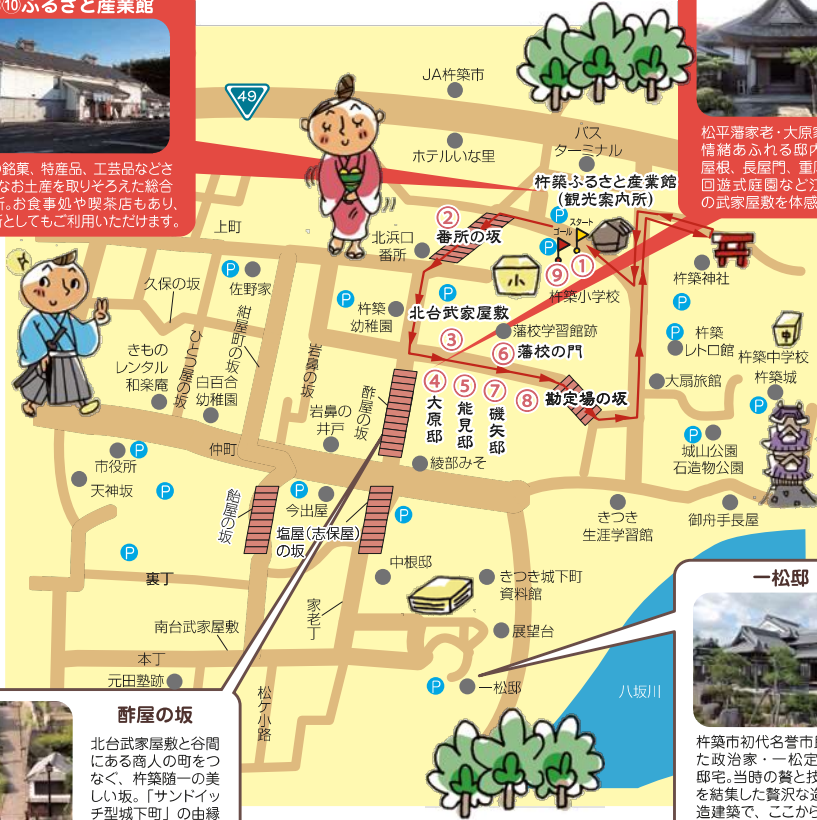 ⑩ふるさと産業館
銘菓、特産品、工芸品などさ
なお土産を取りそろえた総合
所。お食事処や喫茶店もあり、
所としてもご利用いただけます。
松平藩家老・大原家
情緒あふれる邸内
屋根、長屋門、重厚
回遊式庭園など江
の武家屋敷を体感
49
JA杵築市
ホテルいな里
バス
ターミナル
杵築ふるさと産業館
(観光案内所)
P
スタート
ゴール
P
⑨
①
②
番所の坂
北浜口
番所
上町
小
杵築小学校
杵築神社
P
P
佐野家
久保の坂
P
杵築
幼稚園
P
北台武家屋敷
③
藩校学習館跡
⑥藩校の門
P
杵築
レトロ館
中
杵築中学校
杵築城
大扇旅館
P
きもの
レンタル
和楽庵
ひとつ屋の坂
紺屋町の坂
白百合
幼稚園
岩鼻の坂
岩鼻の
井戸
酢屋の坂
④
大原邸
⑤
能見邸
⑦
磯矢邸
⑧
勘定場の坂
綾部みそ
P
城山公園
石造物公園
仲町
市役所
P
天神坂
P
P
飴屋の坂
P
今出屋
塩屋(志保屋)
の坂
P
きつき
生涯学習館
御舟手長屋
裏丁
中根邸
きつき城下町
資料館
家老丁
南台武家屋敷
展望台
本丁
元田塾跡
松ケ小路
P
一松邸
八坂川
酢屋の坂
北台武家屋敷と谷間
にある商人の町をつ
なぐ、杵築随一の美
しい坂。「サンドイッ
チ型城下町」の由縁
一松邸
杵築市初代名誉市民
た政治家・一松定
邸宅。当時の贅と技
を結集した贅沢な造
造建築で、ここから